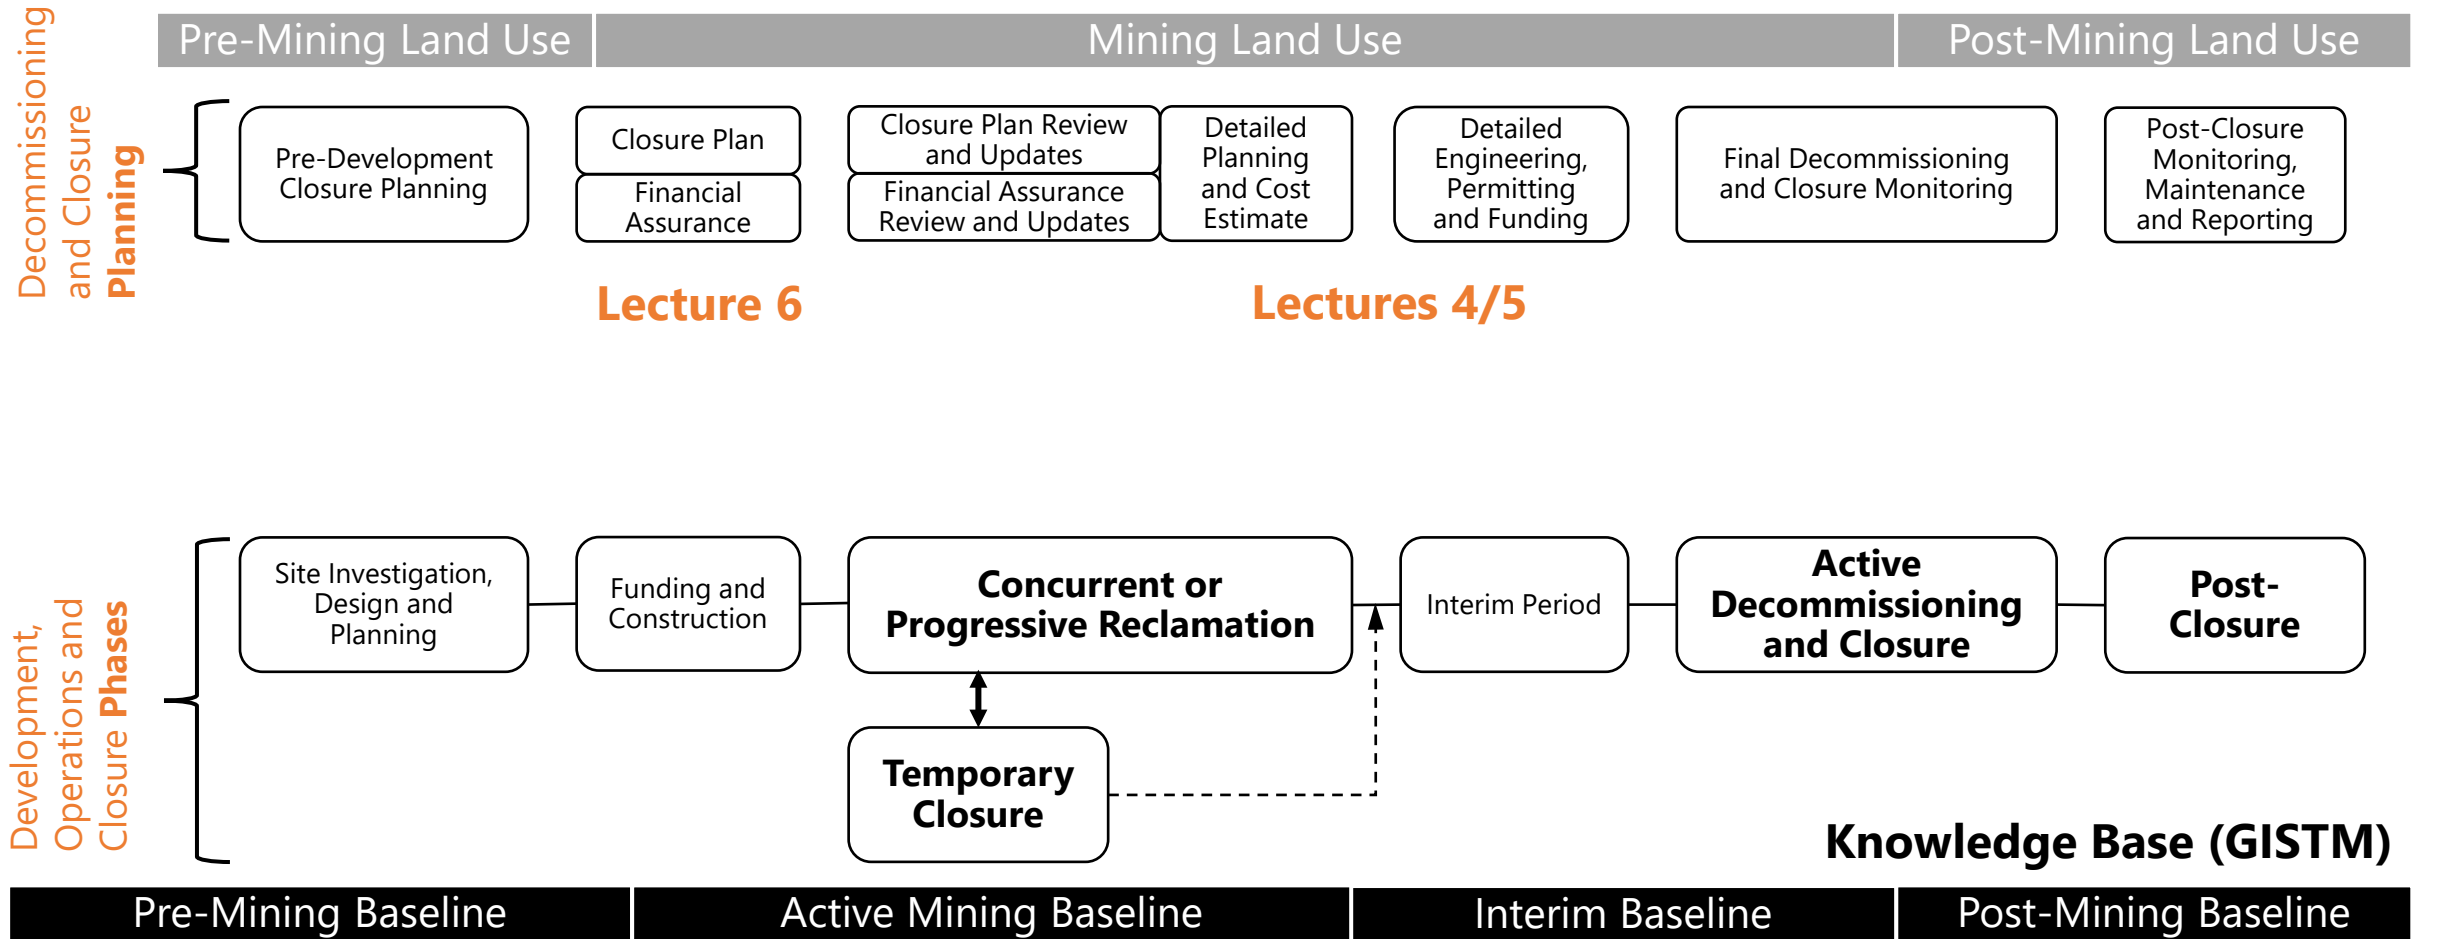 Pre-Mining Land Use
Mining Land Use
Post-Mining Land Use
Decommissioning
and Closure
Planning
Pre-Development
Closure Planning
Closure Plan
Financial
Assurance
Closure Plan Review
and Updates
Financial Assurance
Review and Updates
Detailed
Planning
and Cost
Estimate
Detailed
Engineering,
Permitting
and Funding
Final Decommissioning
and Closure Monitoring
Post-Closure
Monitoring,
Maintenance
and Reporting
Lecture 6
Lectures 4/5
Development,
Operations and
Closure Phases
Site Investigation,
Design and
Planning
Funding and
Construction
Concurrent or
Progressive Reclamation
Interim Period
Active
Decommissioning
and Closure
Post-
Closure
Temporary
Closure
Knowledge Base (GISTM)
Pre-Mining Baseline
Active Mining Baseline
Interim Baseline
Post-Mining Baseline